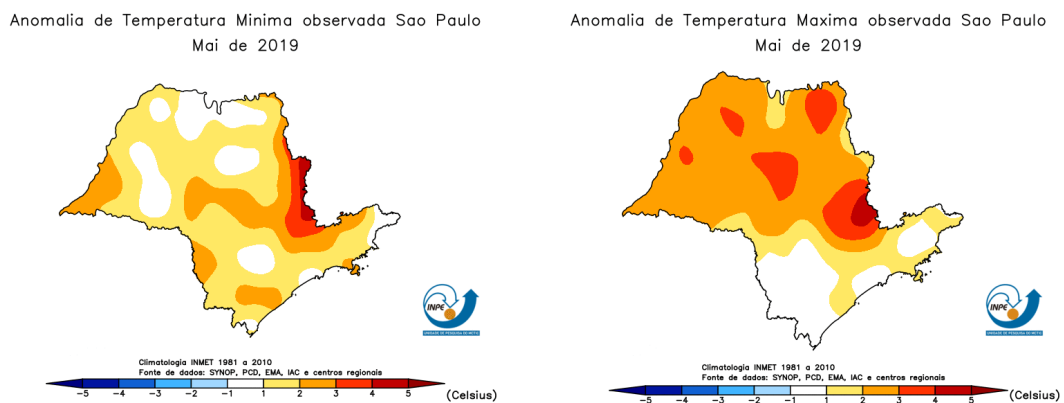 Anomalia de Temperatura Minima observada Sao Paulo
Mai de 2019
INPE
Climatologia INMET 1981 a 2010
Fonte de dados: SYNOP, PCD, EMA, IAC e centros regionais
-5 -4 -3 -2 -1 1 2 3 4 5 (Celsius)
Anomalia de Temperatura Maxima observada Sao Paulo
Mai de 2019
INPE
Climatologia INMET 1981 a 2010
Fonte de dados: SYNOP, PCD, EMA, IAC e centros regionais
-5 -4 -3 -2 -1 1 2 3 4 5 (Celsius)